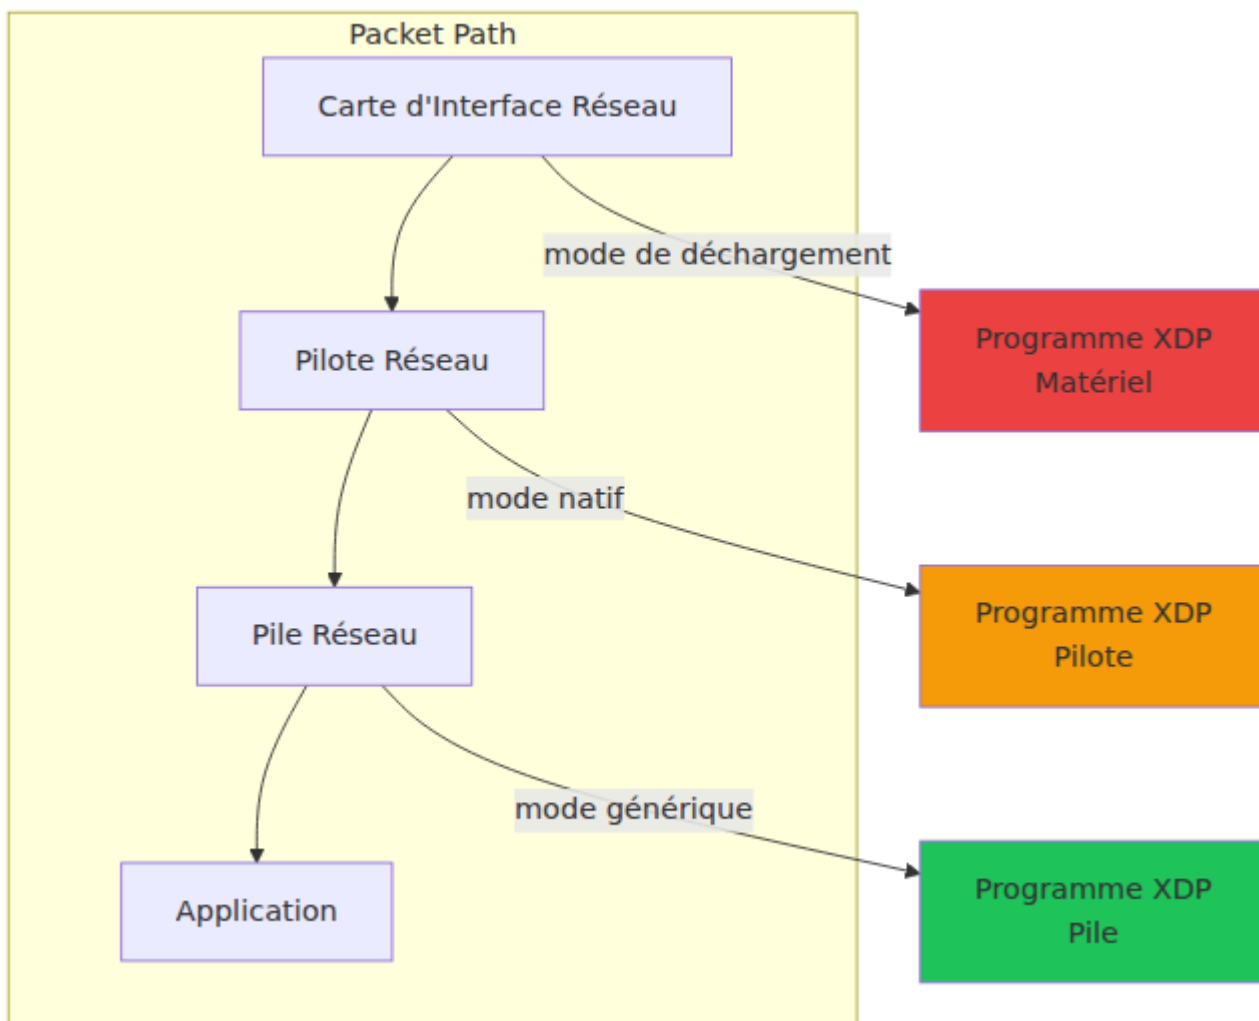 Packet Path
Carte d'Interface Réseau
mode de déchargement
Programme XDP
Matériel
Pilote Réseau
mode natif
Programme XDP
Pilote
Pile Réseau
mode générique
Programme XDP
Pile
Application